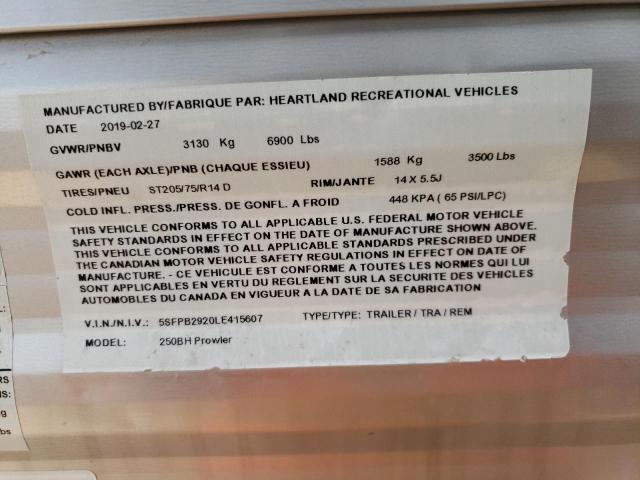 MANUFACTURED BY/FABRIQUE PAR: HEARTLAND RECREATIONAL VEHICLES
DATE 2019-02-27
GVWR/PNBV 3130 Kg 6900 Lbs
GAWR (EACH AXLE)/PNB (CHAQUE ESSIEU) 1588 Kg 3500 Lbs
TIRES/PNEU ST205/75/R14 D RIM/JANTE 14 X 5.5J
COLD INFL. PRESS./PRESS. DE GONFL. A FROID 448 KPA ( 65 PSI/LPC)
THIS VEHICLE CONFORMS TO ALL APPLICABLE U.S. FEDERAL MOTOR VEHICLE
SAFETY STANDARDS IN EFFECT ON THE DATE OF MANUFACTURE SHOWN ABOVE.
THIS VEHICLE CONFORMS TO ALL APPLICABLE STANDARDS PRESCRIBED UNDER
THE CANADIAN MOTOR VEHICLE SAFETY REGULATIONS IN EFFECT ON DATE OF
MANUFACTURE. - CE VEHICULE EST CONFORME A TOUTES LES NORMES QUI LUI
SONT APPLICABLES EN VERTU DU REGLEMENT SUR LA SECURITE DES VEHICLES
AUTOMOBILES DU CANADA EN VIGUEUR A LA DATE DE SA FABRICATION
V.I.N./N.I.V.: 5SFPB2920LE415607 TYPE/TYPE: TRAILER / TRA / REM
MODEL: 250BH Prowler